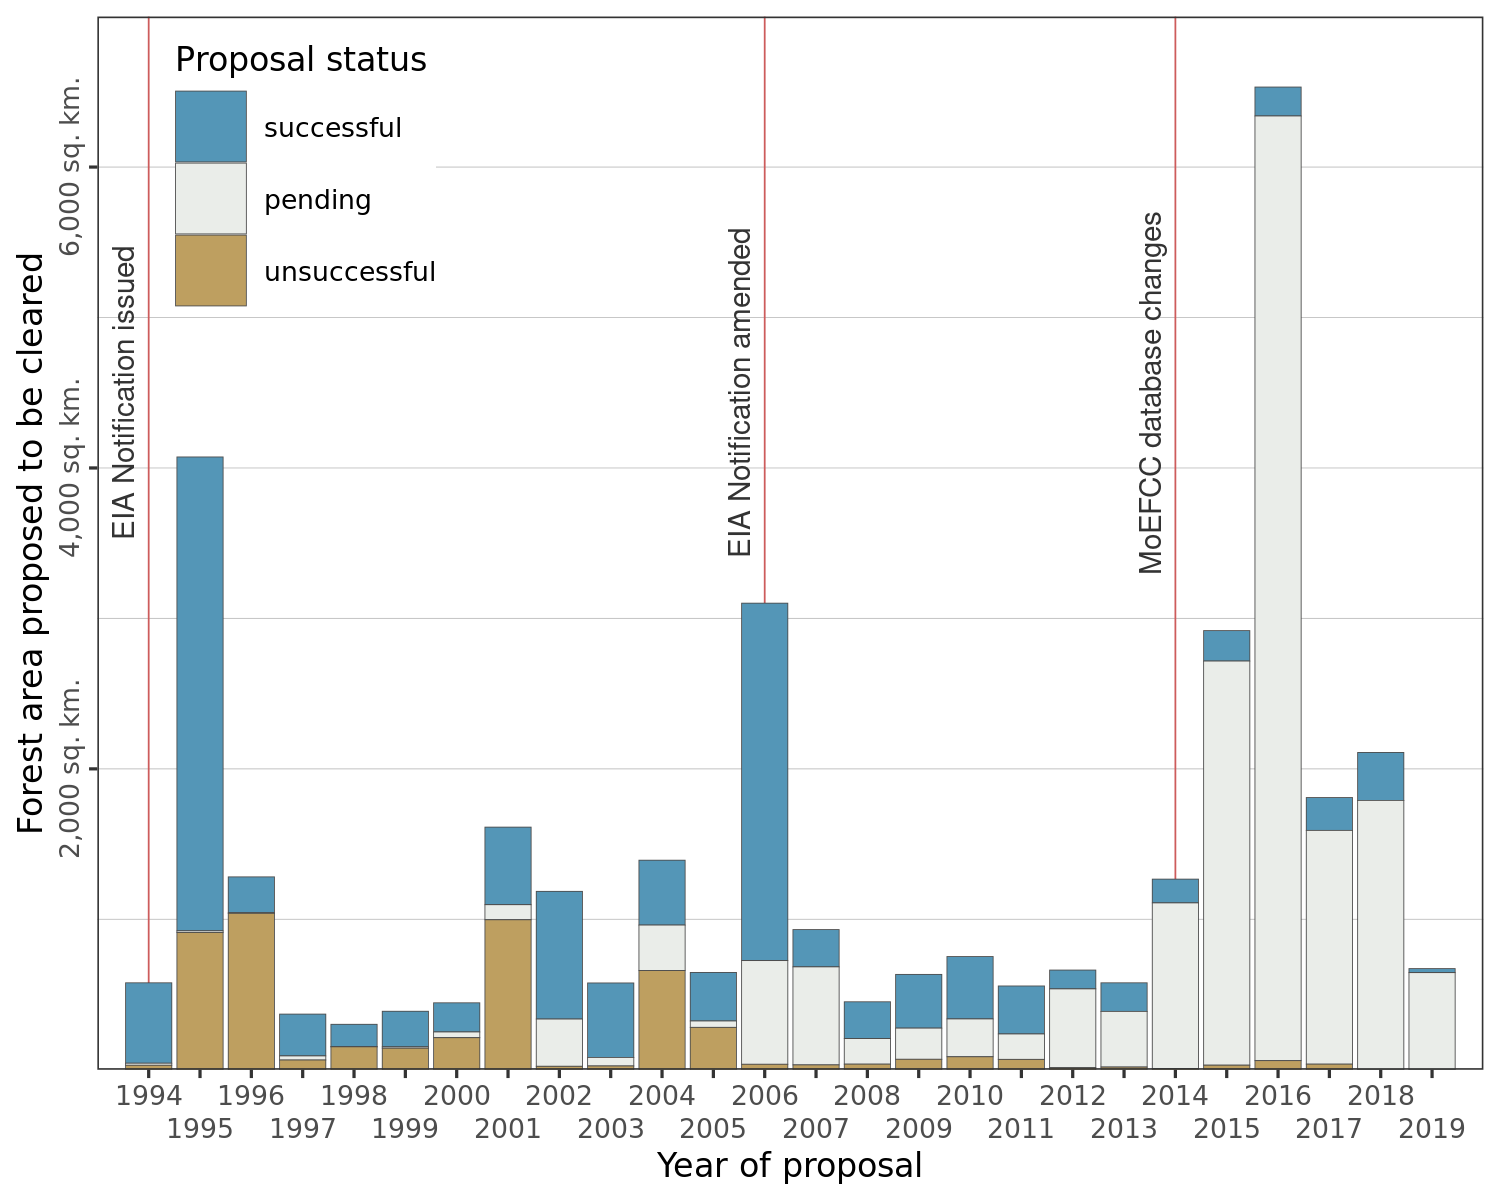 Proposal status
successful
pending
unsuccessful
EIA Notification issued
EIA Notification amended
MoEFCC database changes
Forest area proposed to be cleared
6,000 sq. km.
4,000 sq. km.
2,000 sq. km.
1994 1996 1998 2000 2002 2004 2006 2008 2010 2012 2014 2016 2018
1995 1997 1999 2001 2003 2005 2007 2009 2011 2013 2015 2017 2019
Year of proposal